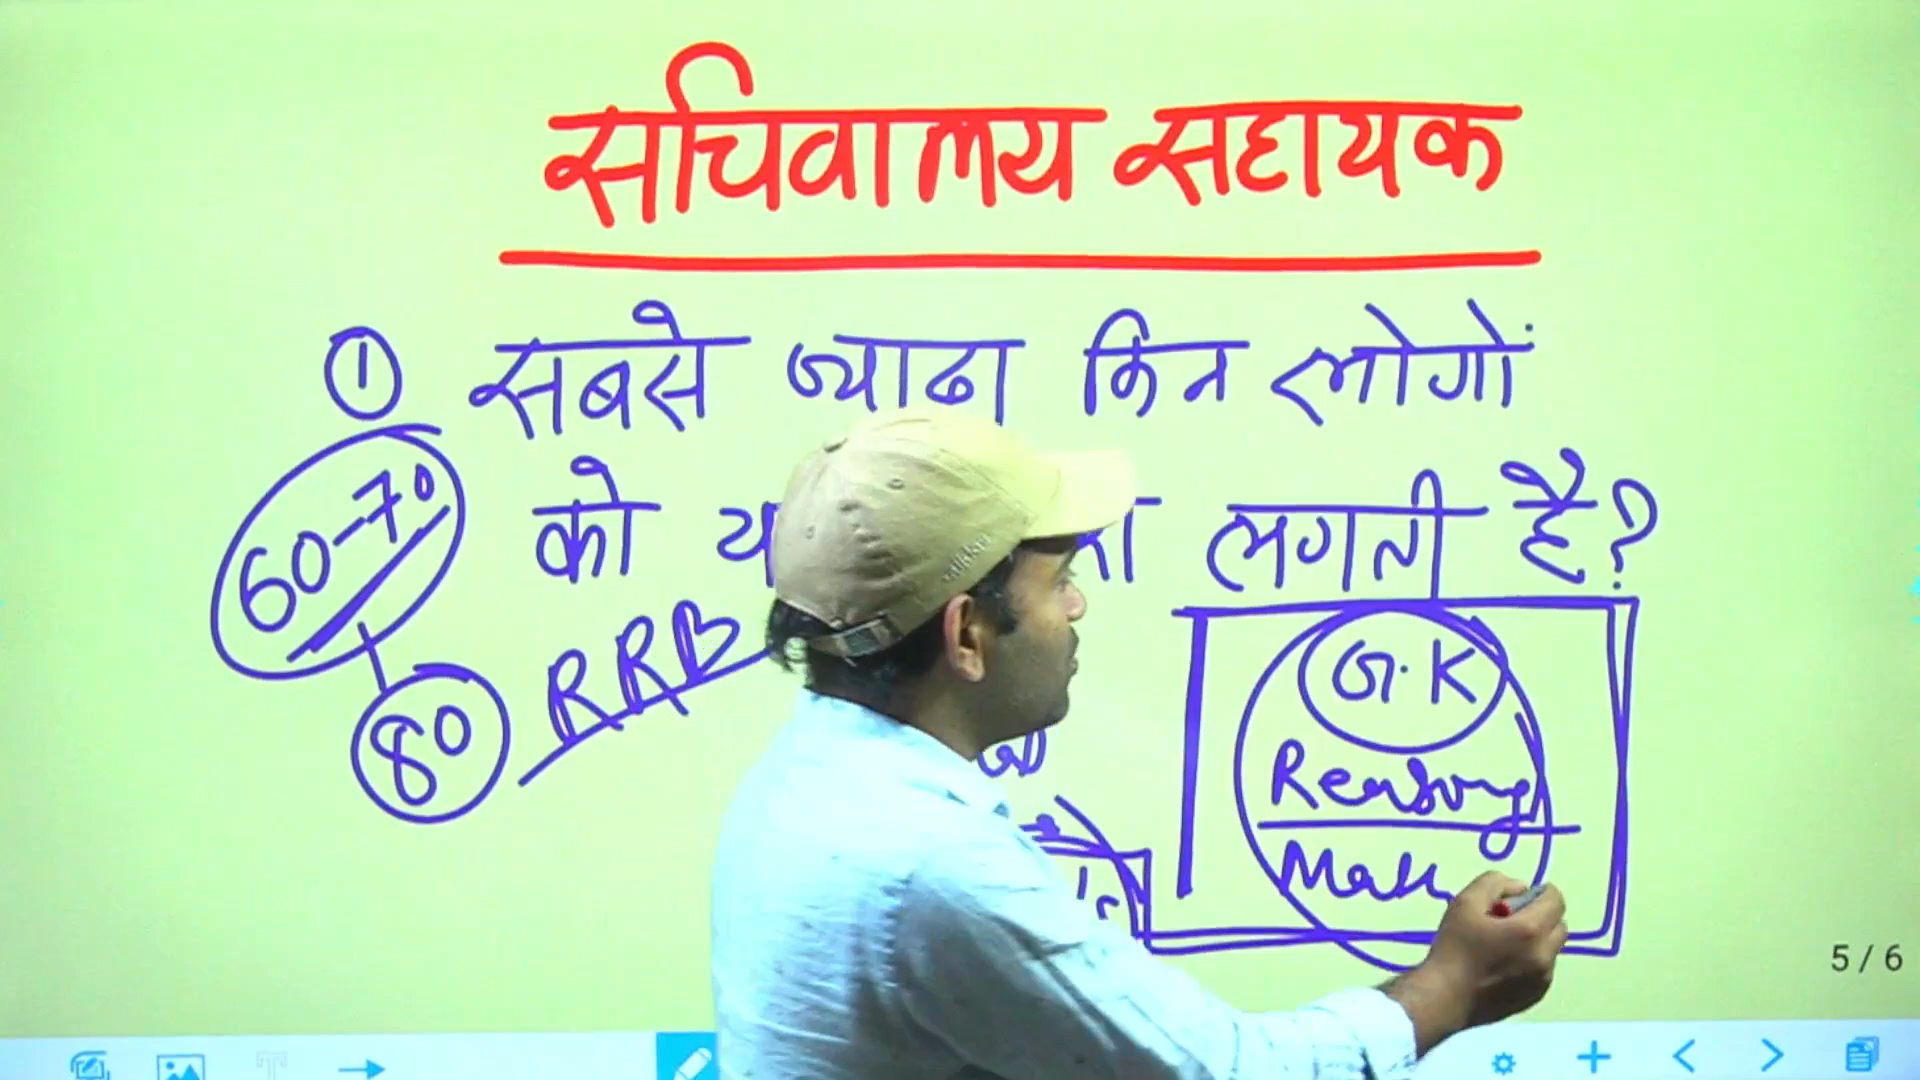 सचिवालय सहायक
① सबसे ज्यादा किन लोगों
को लगती है?
60-70
80
RRB
G.K
Reasoning
Math
5 / 6